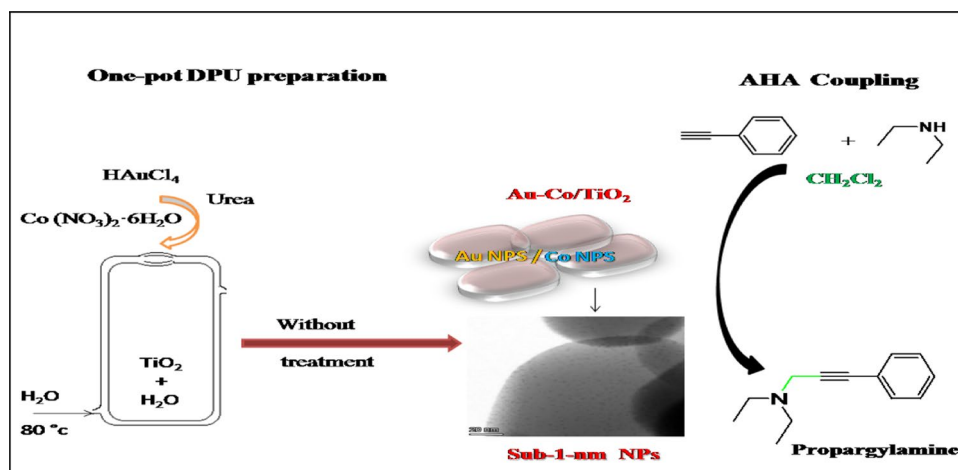 One-pot DPU preparation
HAuCl₄
Urea
Co (NO₃)₂·6H₂O
TiO₂
+
H₂O
H₂O
80 °c
Without
treatment
Au-Co/TiO₂
Au NPS / Co NPS
Sub-1-nm NPs
AHA Coupling
+
NH
CH₂Cl₂
N
Propargylamine